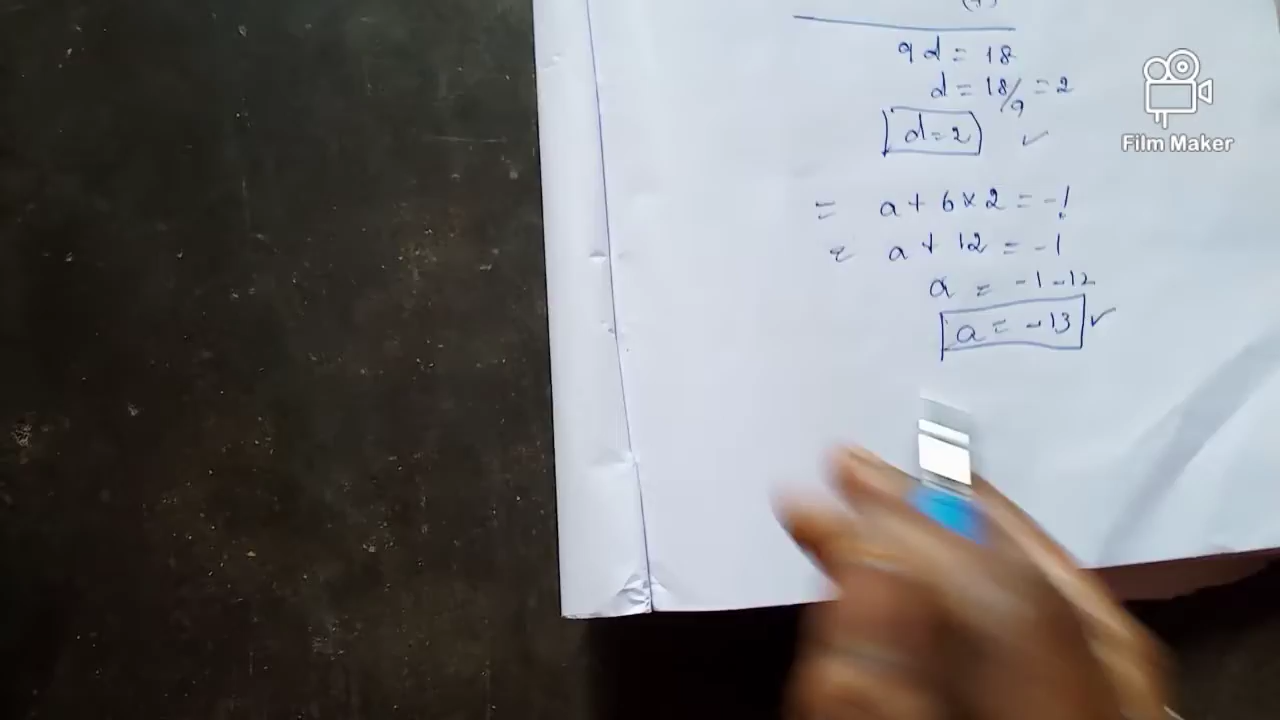 9d = 18
d = 18/9 = 2
d = 2 ✓
= a + 6 × 2 = -1
= a + 12 = -1
a = -1 - 12
a = -13 ✓
Film Maker